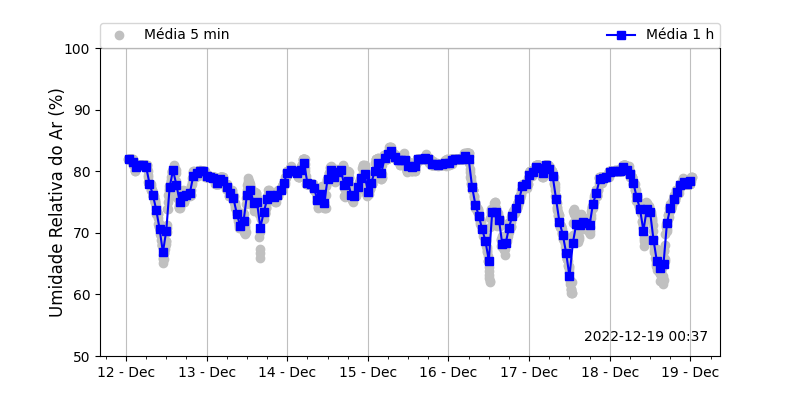 Média 5 min
Média 1 h
Umidade Relativa do Ar (%)
100
90
80
70
60
50
2022-12-19 00:37
12 - Dec
13 - Dec
14 - Dec
15 - Dec
16 - Dec
17 - Dec
18 - Dec
19 - Dec